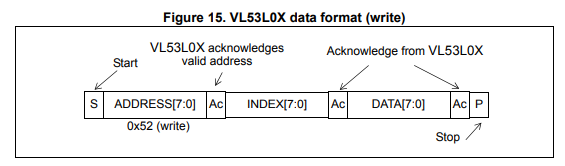 Figure 15. VL53L0X data format (write)
VL53L0X acknowledges
valid address
Acknowledge from VL53L0X
Start
S ADDRESS[7:0] Ac INDEX[7:0] Ac DATA[7:0] Ac P
0x52 (write)
Stop